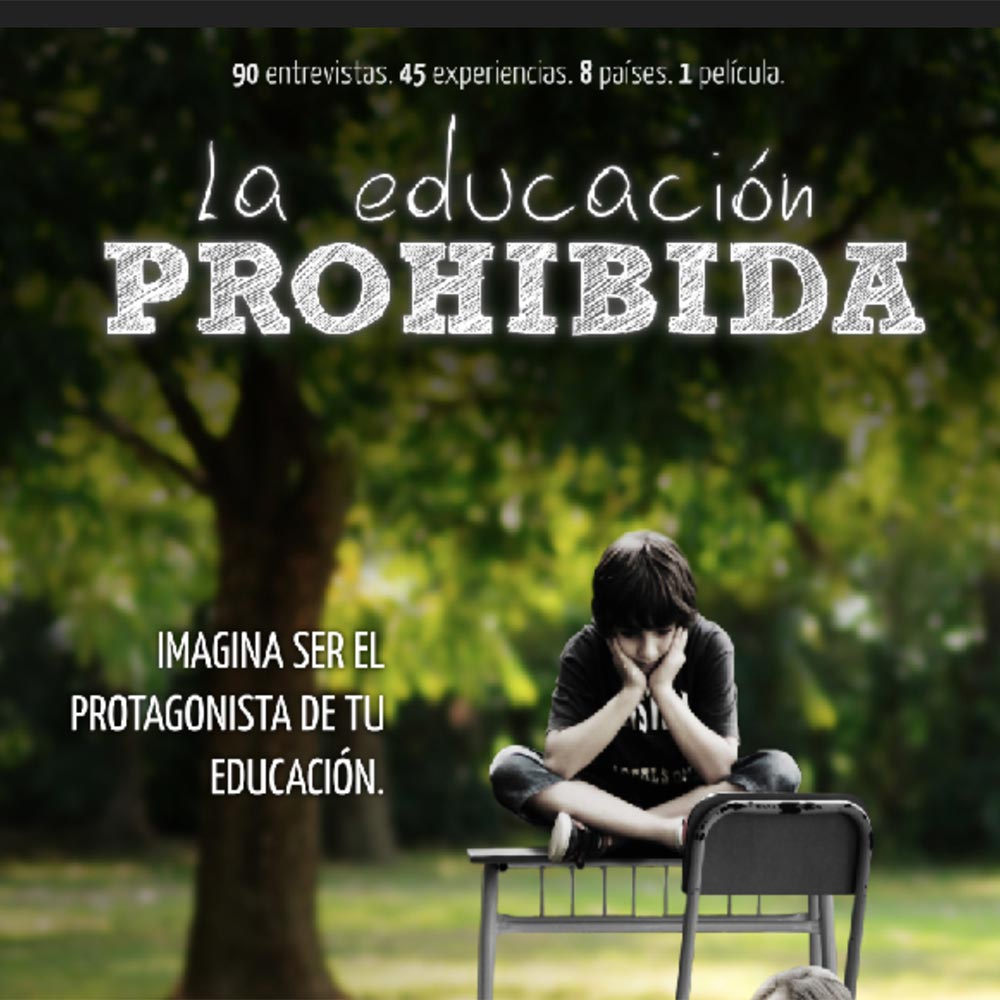 90 entrevistas. 45 experiencias. 8 países. 1 película.
La educación
PROHIBIDA
IMAGINA SER EL
PROTAGONISTA DE TU
EDUCACIÓN.